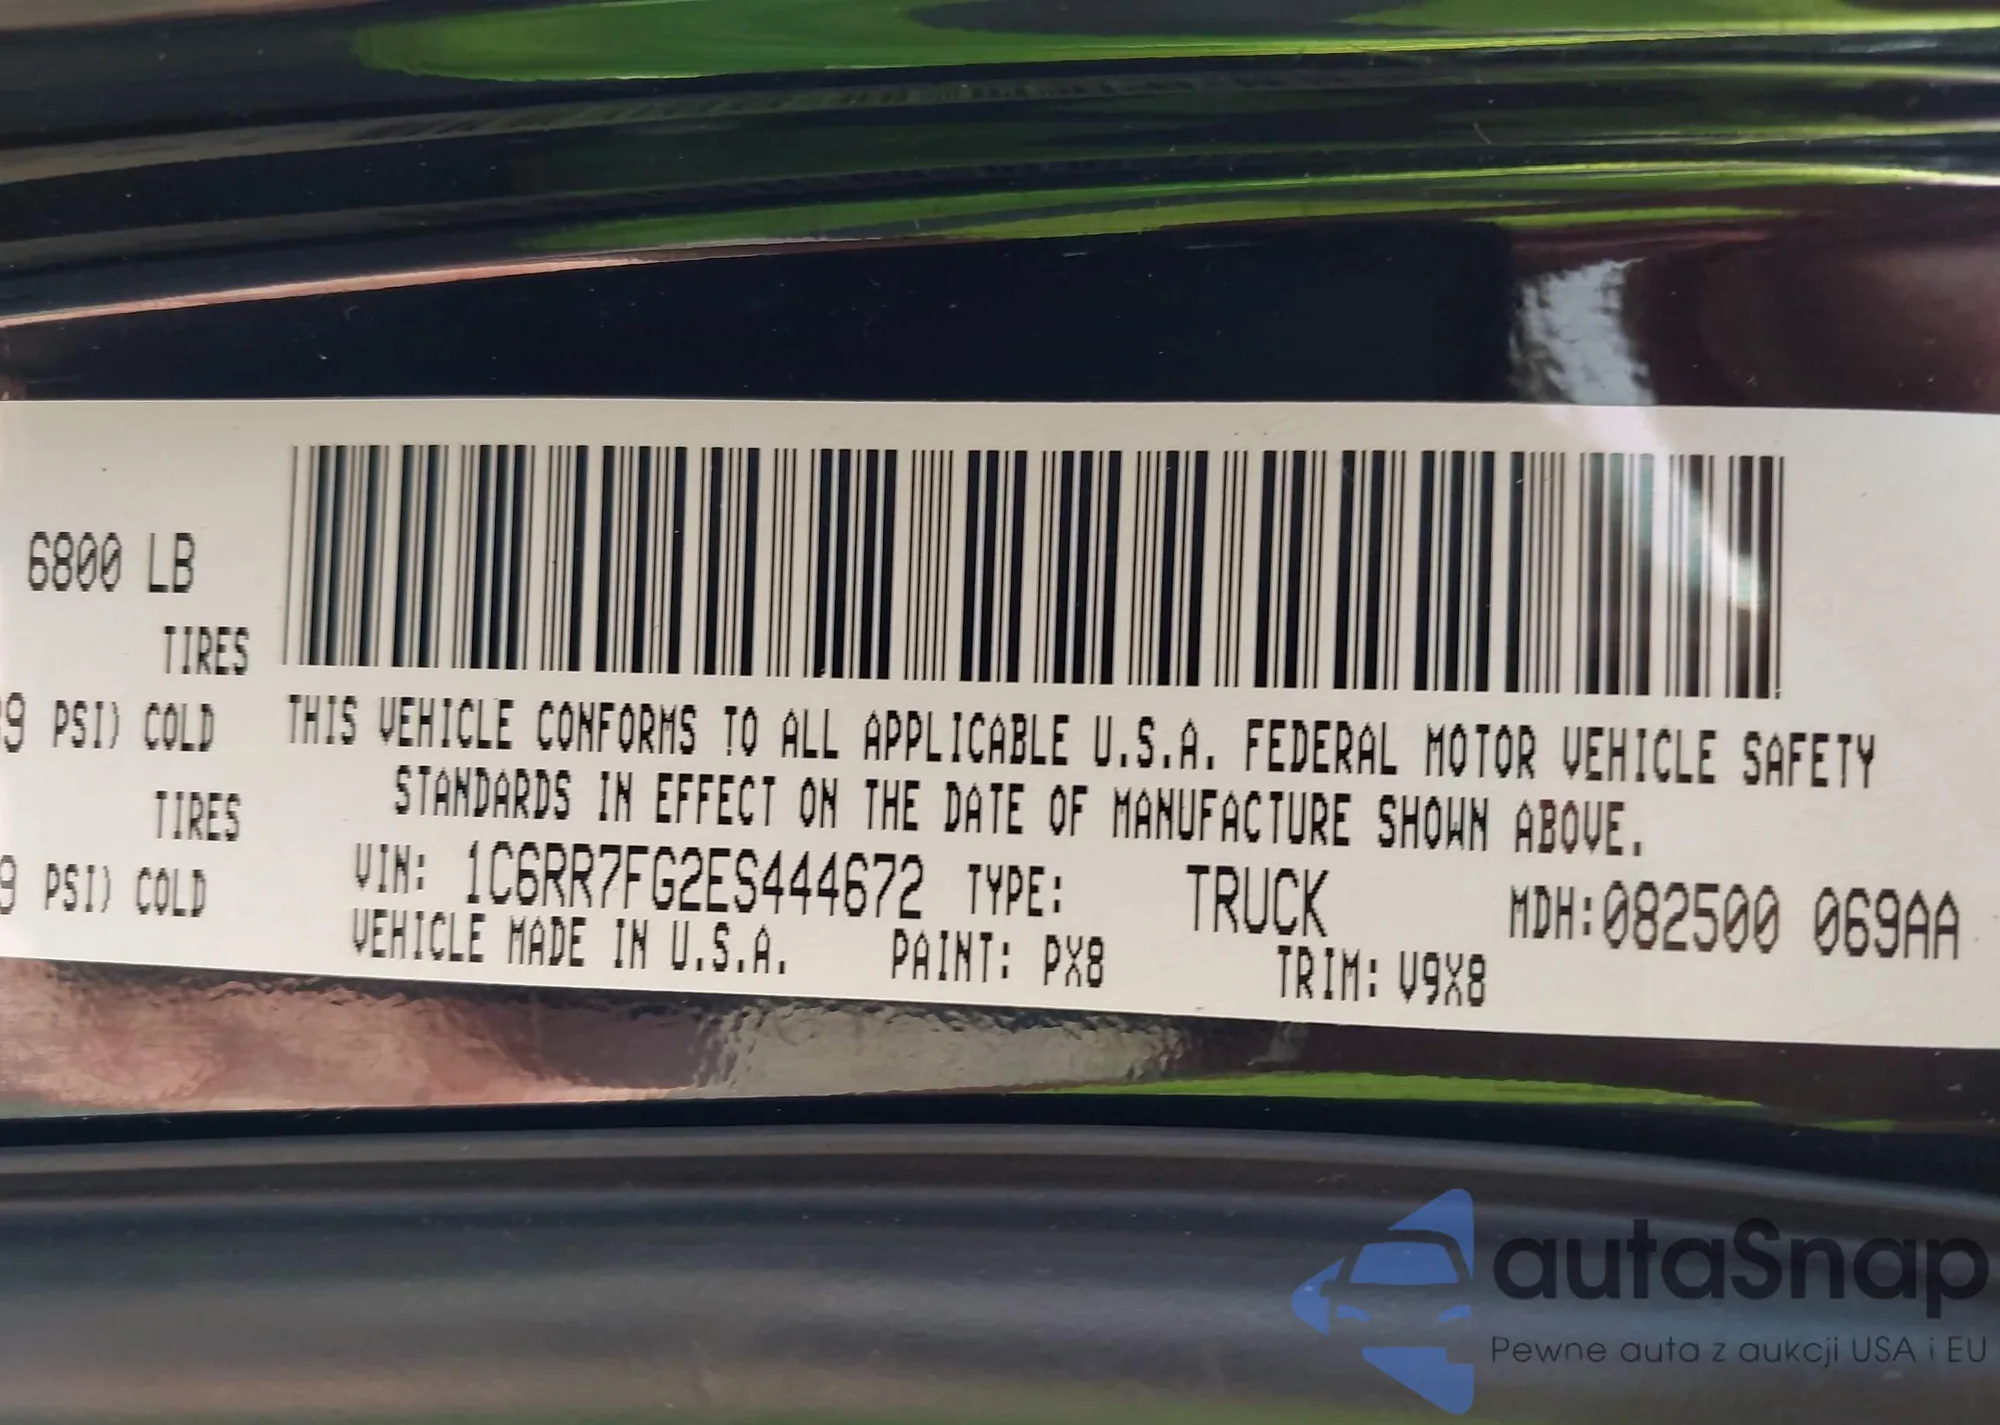 6800 LB
TIRES
9 PSI) COLD
TIRES
9 PSI) COLD
THIS VEHICLE CONFORMS TO ALL APPLICABLE U.S.A. FEDERAL MOTOR VEHICLE SAFETY
STANDARDS IN EFFECT ON THE DATE OF MANUFACTURE SHOWN ABOVE.
VIN: 1C6RR7FG2ES444672 TYPE: TRUCK MDH:082500 069AA
VEHICLE MADE IN U.S.A. PAINT: PX8 TRIM: V9X8
autaSnap
Pewne auta z aukcji USA i EU